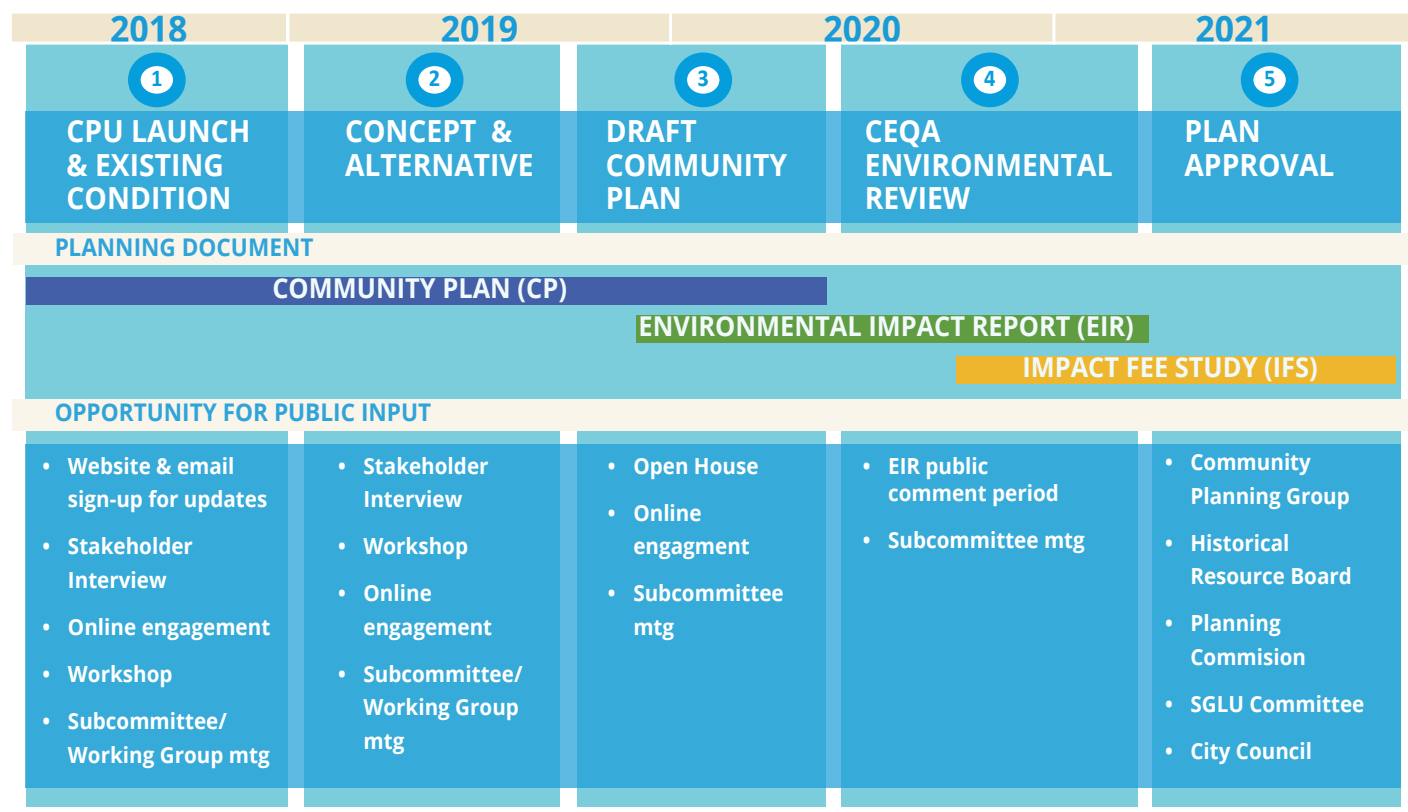 2018
2019
2020
2021
1
2
3
4
5
CPU LAUNCH
& EXISTING
CONDITION
CONCEPT &
ALTERNATIVE
DRAFT
COMMUNITY
PLAN
CEQA
ENVIRONMENTAL
REVIEW
PLAN
APPROVAL
PLANNING DOCUMENT
COMMUNITY PLAN (CP)
ENVIRONMENTAL IMPACT REPORT (EIR)
IMPACT FEE STUDY (IFS)
OPPORTUNITY FOR PUBLIC INPUT
• Website & email
sign-up for updates
• Stakeholder
Interview
• Online engagement
• Workshop
• Subcommittee/
Working Group mtg
• Stakeholder
Interview
• Workshop
• Online
engagement
• Subcommittee/
Working Group
mtg
• Open House
• Online
engagment
• Subcommittee
mtg
• EIR public
comment period
• Subcommittee mtg
• Community
Planning Group
• Historical
Resource Board
• Planning
Commision
• SGLU Committee
• City Council